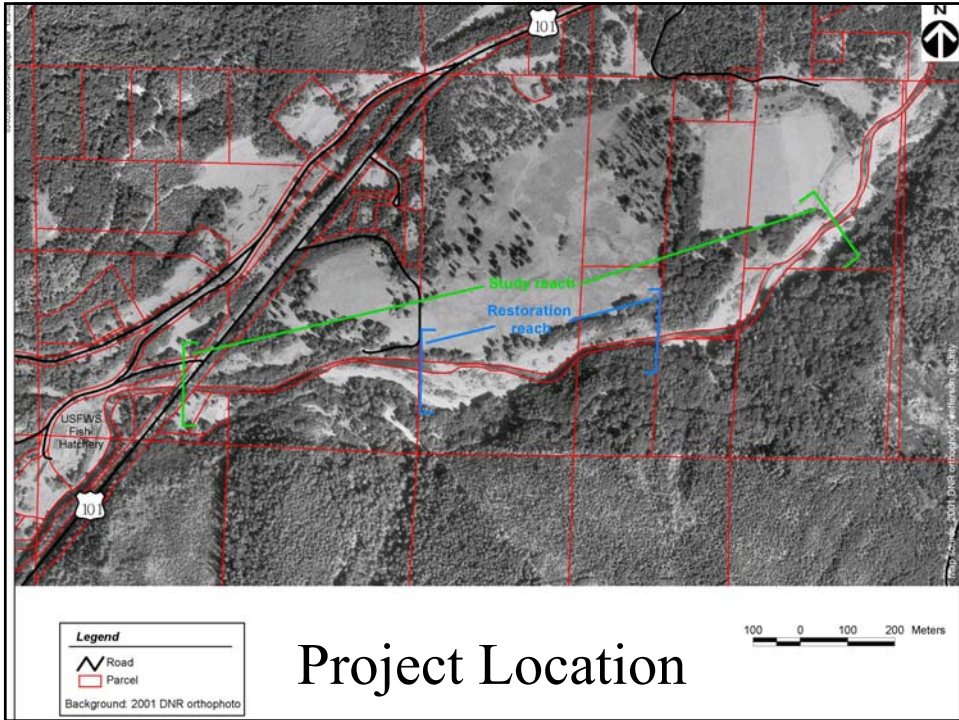 101
N
Study reach
Restoration
reach
USFWS
Fish
Hatchery
101
Legend
Road
Parcel
Background: 2001 DNR orthophoto
Project Location
100 0 100 200 Meters